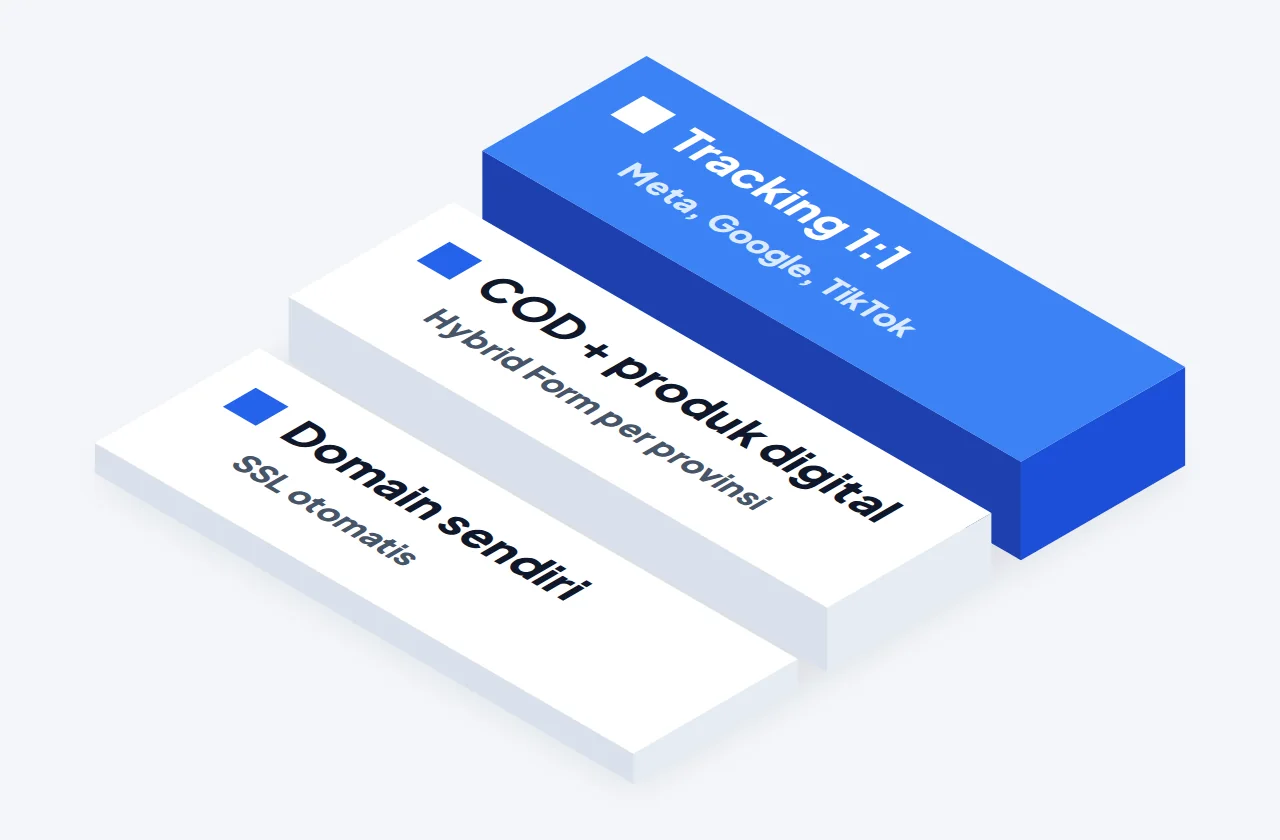 Tracking 1:1
Meta, Google, TikTok
COD + produk digital
Hybrid Form per provinsi
Domain sendiri
SSL otomatis